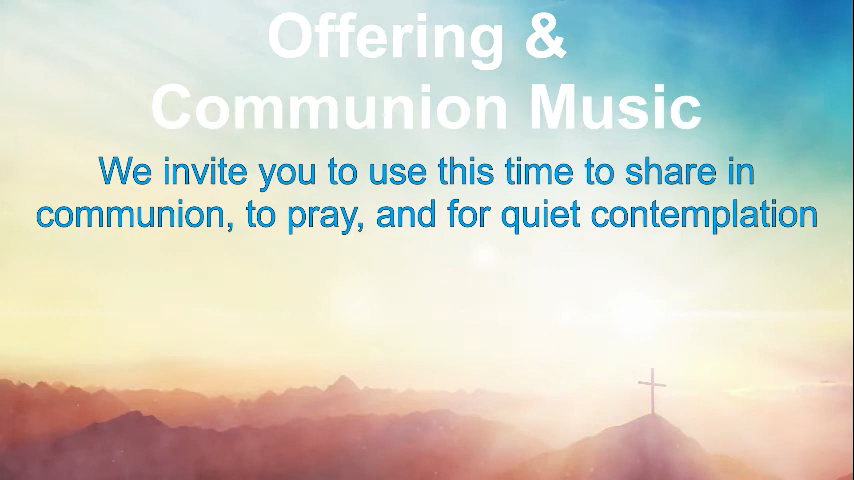 Offering &
Communion Music
We invite you to use this time to share in
communion, to pray, and for quiet contemplation